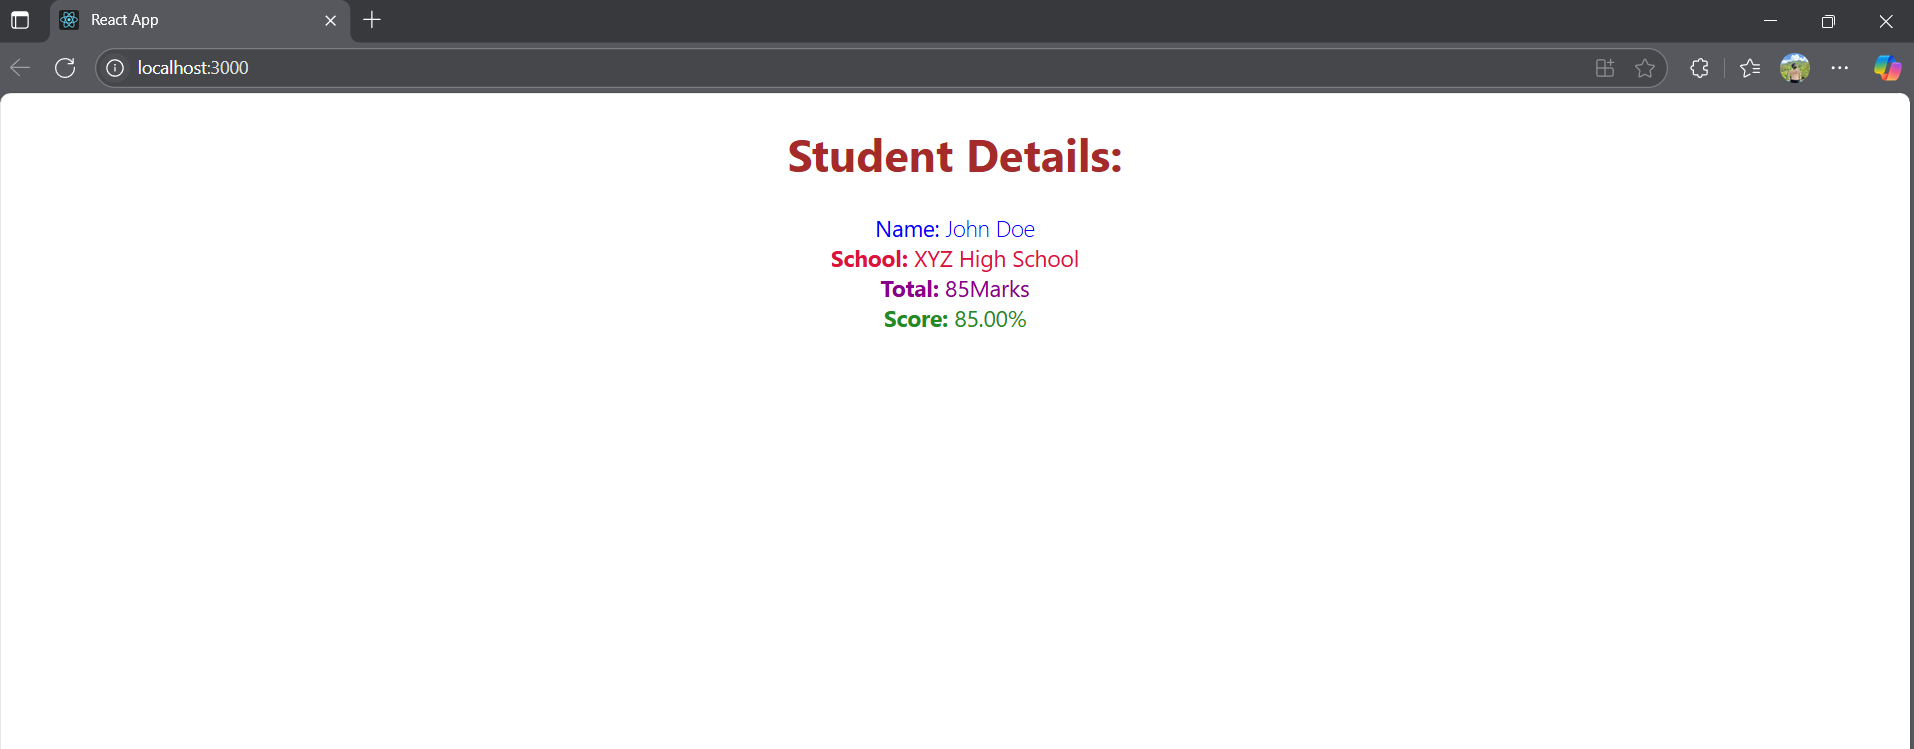 React App
localhost:3000
Student Details:
Name: John Doe
School: XYZ High School
Total: 85Marks
Score: 85.00%